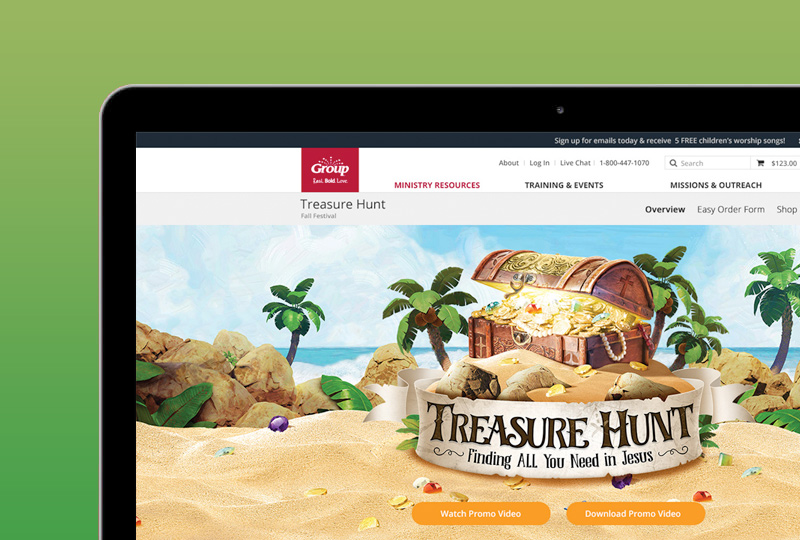 Sign up for emails today & receive 5 FREE children's worship songs!
About | Log In | Live Chat | 1-800-447-1070
Search
$123.00
Group
Real. Bold. Love.
MINISTRY RESOURCES
TRAINING & EVENTS
MISSIONS & OUTREACH
Treasure Hunt
Fall Festival
Overview
Easy Order Form
Shop
TREASURE HUNT
Finding ALL You Need in Jesus
Watch Promo Video
Download Promo Video